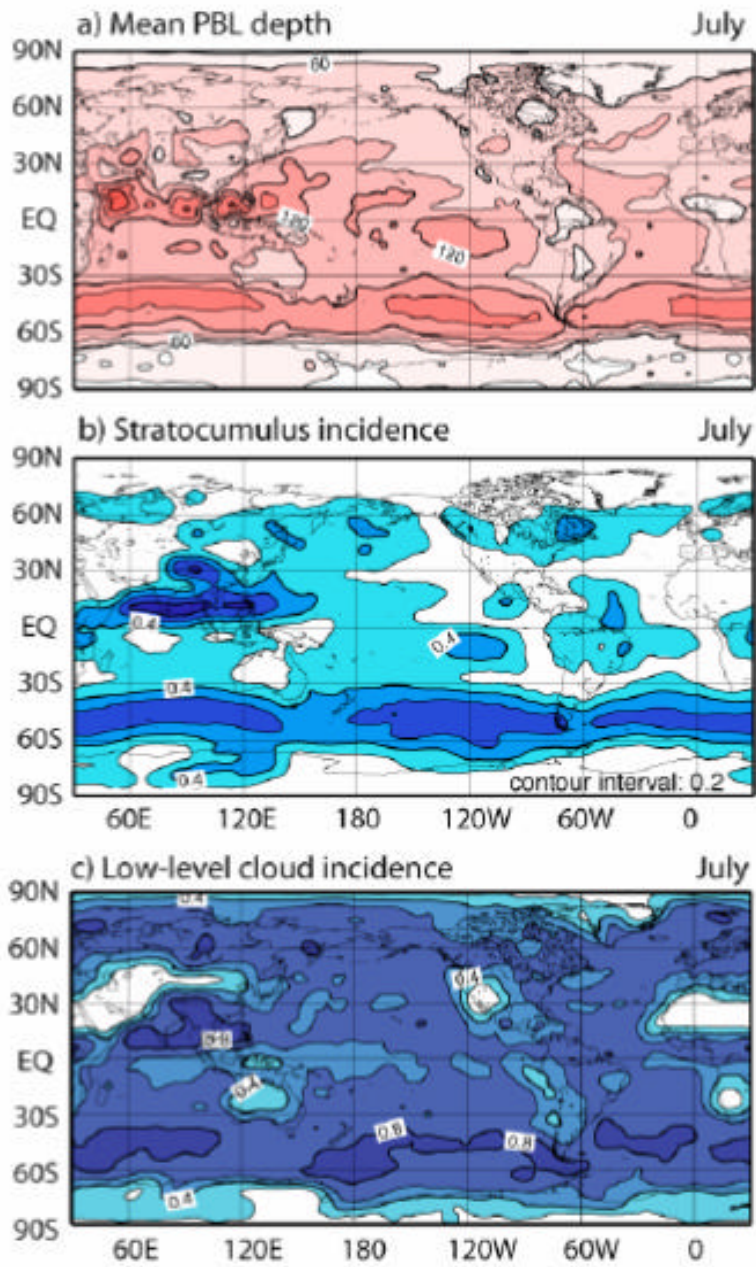 a) Mean PBL depth July
90N
60
60N
30N
EQ
120
120
30S
60S
60
90S
b) Stratocumulus incidence July
90N
60N
30N
EQ
0.4
0.4
30S
0.4
60S
0.4
90S
contour interval: 0.2
60E 120E 180 120W 60W 0
c) Low-level cloud incidence July
90N
0.4
60N
0.4
30N
EQ
0.4
30S
0.8
0.8
60S
0.4
90S
60E 120E 180 120W 60W 0